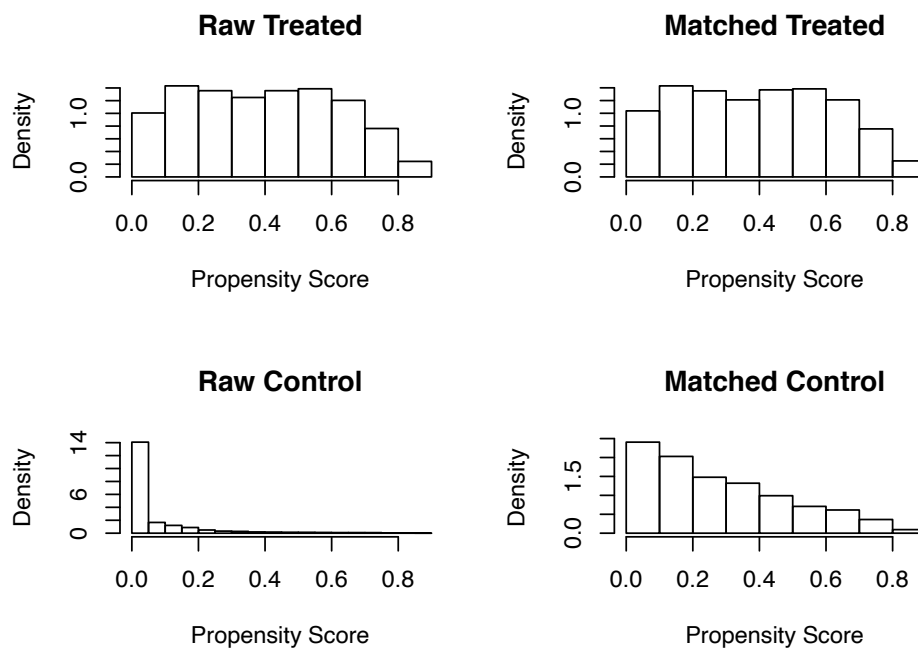 Raw Treated
Density
0.0 1.0
0.0 0.2 0.4 0.6 0.8
Propensity Score
Matched Treated
Density
0.0 1.0
0.0 0.2 0.4 0.6 0.8
Propensity Score
Raw Control
Density
0 6 14
0.0 0.2 0.4 0.6 0.8
Propensity Score
Matched Control
Density
0.0 1.5
0.0 0.2 0.4 0.6 0.8
Propensity Score